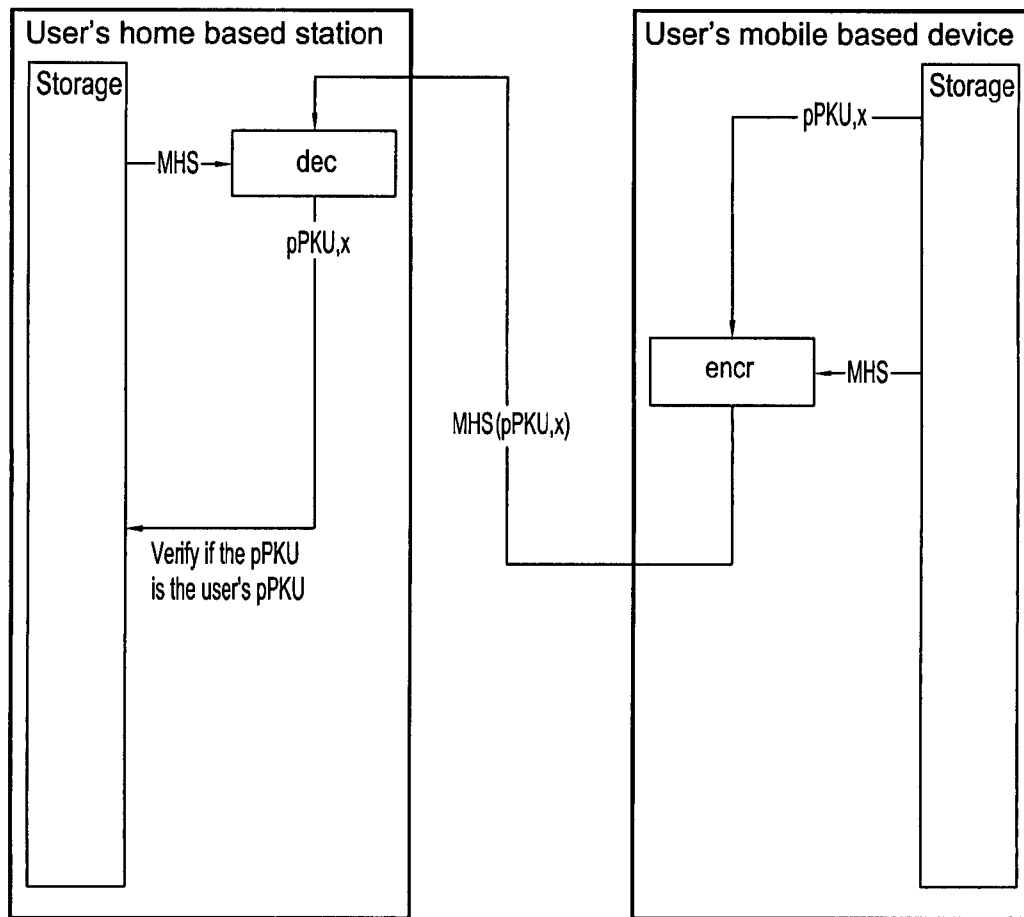 User's home based station
Storage
MHS
dec
pPKU,x
Verify if the pPKU
is the user's pPKU
MHS(pPKU,x)
User's mobile based device
Storage
pPKU,x
encr
MHS